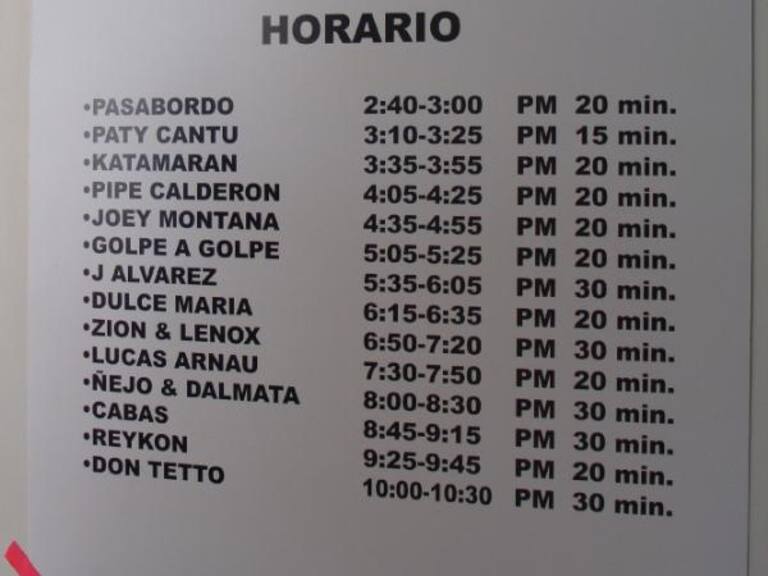 HORARIO
•PASABORDO 2:40-3:00 PM 20 min.
•PATY CANTU 3:10-3:25 PM 15 min.
•KATAMARAN 3:35-3:55 PM 20 min.
•PIPE CALDERON 4:05-4:25 PM 20 min.
•JOEY MONTANA 4:35-4:55 PM 20 min.
•GOLPE A GOLPE 5:05-5:25 PM 20 min.
•J ALVAREZ 5:35-6:05 PM 30 min.
•DULCE MARIA 6:15-6:35 PM 20 min.
•ZION & LENOX 6:50-7:20 PM 30 min.
•LUCAS ARNAU 7:30-7:50 PM 20 min.
•ÑEJO & DALMATA 8:00-8:30 PM 30 min.
•CABAS 8:45-9:15 PM 30 min.
•REYKON 9:25-9:45 PM 20 min.
•DON TETTO 10:00-10:30 PM 30 min.